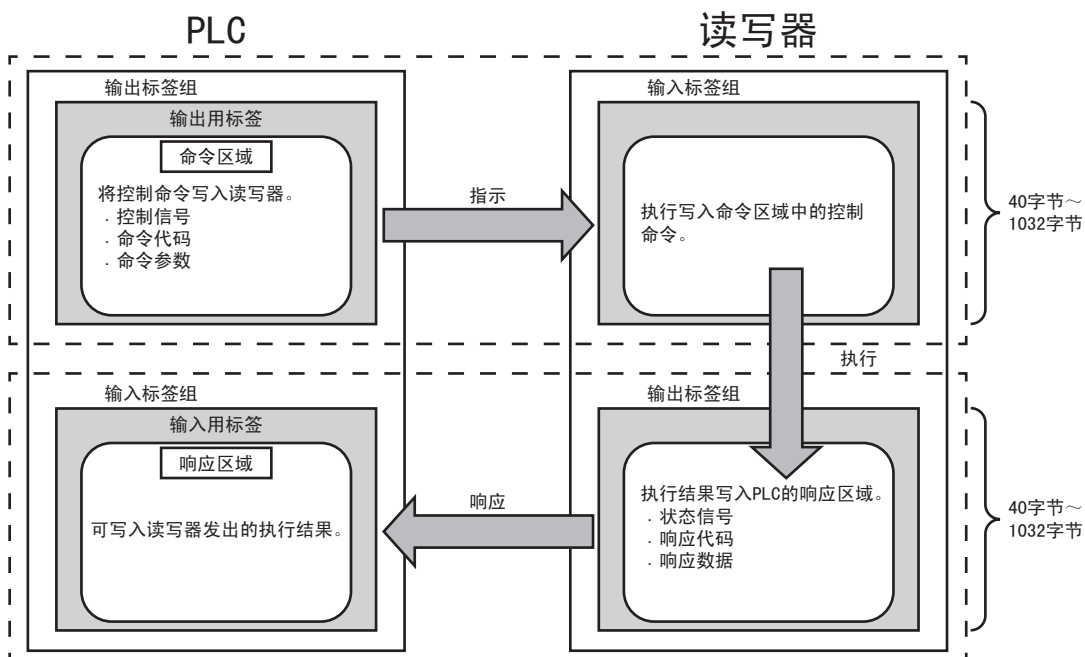 PLC
读写器
输出标签组
输出用标签
命令区域
将控制命令写入读写器。
· 控制信号
· 命令代码
· 命令参数
指示
输入标签组
执行写入命令区域中的控制
命令。
40字节～
1032字节
执行
输入标签组
输入用标签
响应区域
可写入读写器发出的执行结果。
响应
输出标签组
执行结果写入PLC的响应区域。
· 状态信号
· 响应代码
· 响应数据
40字节～
1032字节